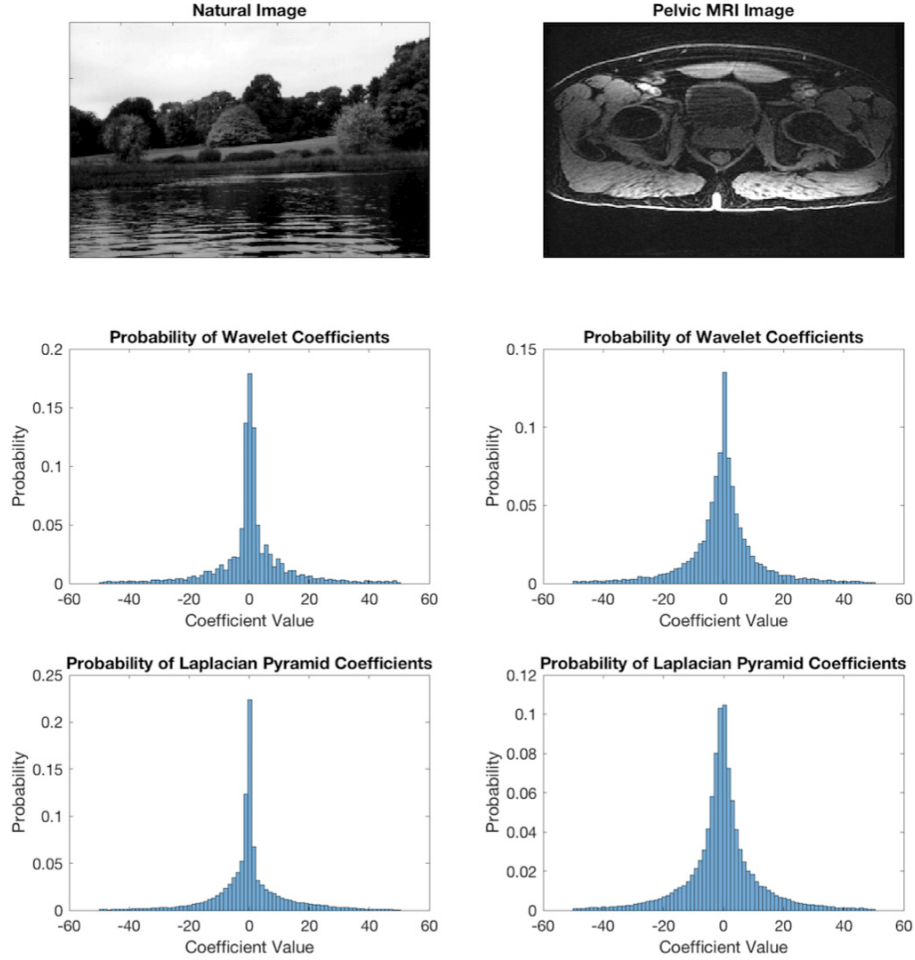 Natural Image
Pelvic MRI Image
Probability of Wavelet Coefficients
0.2
0.15
0.1
0.05
0
Probability
-60 -40 -20 0 20 40 60
Coefficient Value
Probability of Wavelet Coefficients
0.15
0.1
0.05
0
Probability
-60 -40 -20 0 20 40 60
Coefficient Value
Probability of Laplacian Pyramid Coefficients
0.25
0.2
0.15
0.1
0.05
0
Probability
-60 -40 -20 0 20 40 60
Coefficient Value
Probability of Laplacian Pyramid Coefficients
0.12
0.1
0.08
0.06
0.04
0.02
0
Probability
-60 -40 -20 0 20 40 60
Coefficient Value